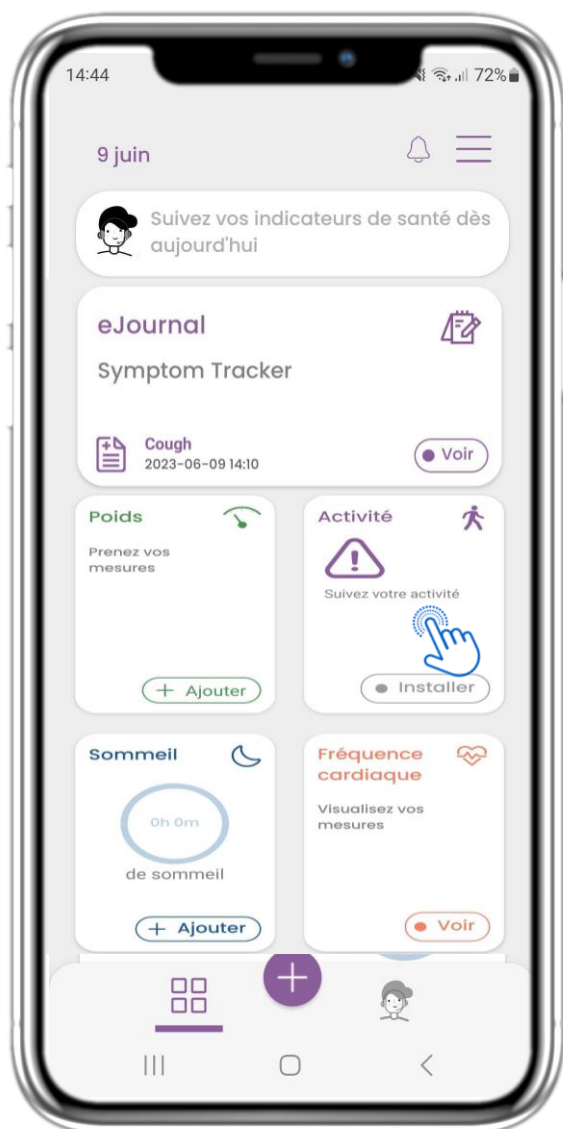 14:44
72%
9 juin
Suivez vos indicateurs de santé dès
aujourd'hui
eJournal
Symptom Tracker
Cough
2023-06-09 14:10
Voir
Poids
Prenez vos
mesures
+ Ajouter
Activité
Suivez votre activité
Installer
Sommeil
0h 0m
de sommeil
+ Ajouter
Fréquence
cardiaque
Visualisez vos
mesures
Voir